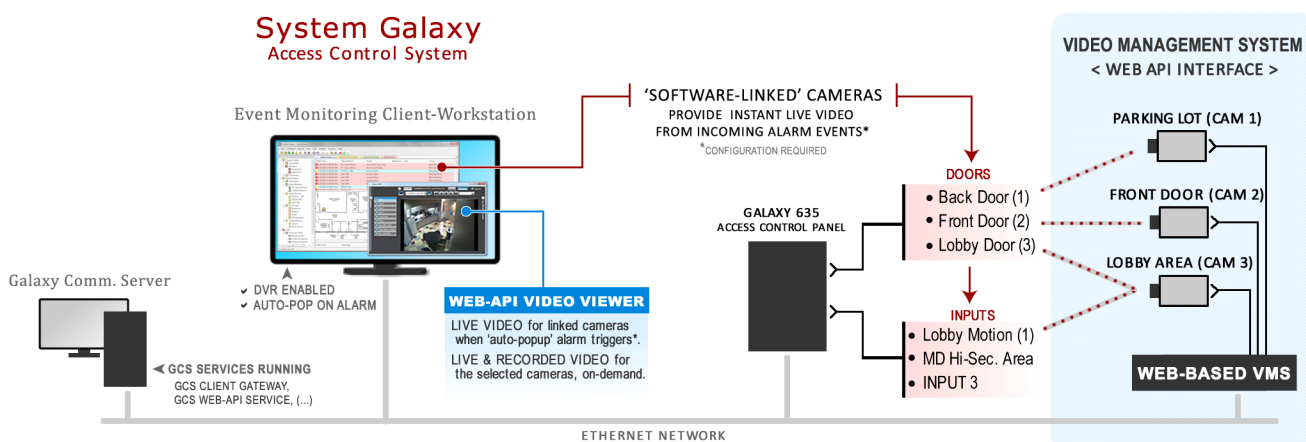 System Galaxy
Access Control System
Event Monitoring Client-Workstation
DVR ENABLED
AUTO-POP ON ALARM
Galaxy Comm. Server
GCS SERVICES RUNNING
GCS CLIENT GATEWAY,
GCS WEB-API SERVICE, (...)
WEB-API VIDEO VIEWER
LIVE VIDEO for linked cameras
when 'auto-popup' alarm triggers*.
LIVE & RECORDED VIDEO for
the selected cameras, on-demand.
'SOFTWARE-LINKED' CAMERAS
PROVIDE INSTANT LIVE VIDEO
FROM INCOMING ALARM EVENTS*
*CONFIGURATION REQUIRED
GALAXY 635
ACCESS CONTROL PANEL
DOORS
• Back Door (1)
• Front Door (2)
• Lobby Door (3)
INPUTS
• Lobby Motion (1)
• MD Hi-Sec. Area
• INPUT 3
VIDEO MANAGEMENT SYSTEM
< WEB API INTERFACE >
PARKING LOT (CAM 1)
FRONT DOOR (CAM 2)
LOBBY AREA (CAM 3)
WEB-BASED VMS
ETHERNET NETWORK